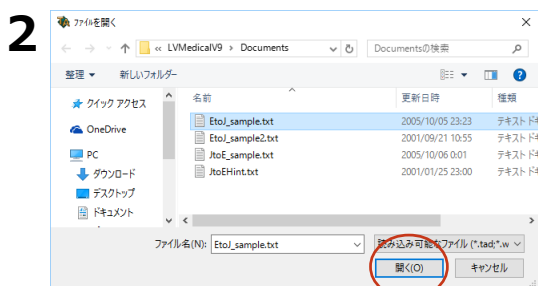 2
ファイルを開く
« LVMedicalV9 › Documents
Documentsの検索
整理 新しいフォルダー
名前 更新日時 種類
クイック アクセス
EtoJ_sample.txt 2005/10/05 23:23 テキスト
EtoJ_sample2.txt 2001/09/21 10:55 テキスト
JtoE_sample.txt 2005/10/06 0:01 テキスト
JtoEHint.txt 2001/01/25 23:00 テキスト
OneDrive
PC
ダウンロード
デスクトップ
ドキュメント
ファイル名(N): EtoJ_sample.txt
読み込み可能なファイル (*.tad;*.w
開く(O) キャンセル